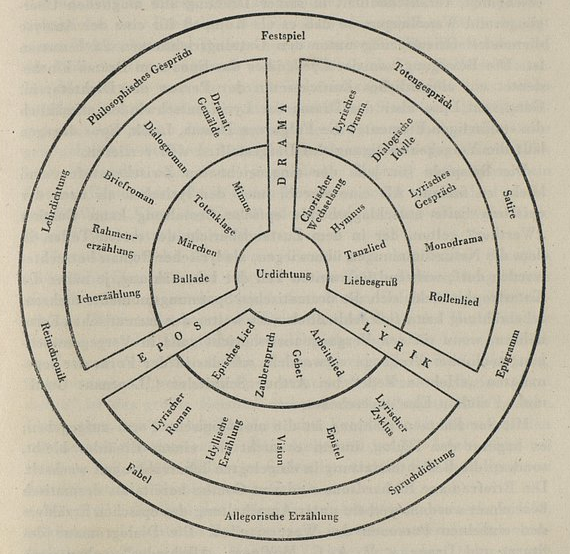 Festspiel
Philosophisches Gespräch
Totengespräch
Dramat.
Gemälde
DRAMA
Lyrisches
Drama
Dialogroman
Dialogische
Idylle
Lehrdichtung
Briefroman
Mimus
Chorischer
Wechselsang
Lyrisches
Gespräch
Satire
Totenklage
Hymnus
Rahmen-
erzählung
Märchen
Tanzlied
Monodrama
Icherzählung
Ballade
Urdichtung
Liebesgruß
Rollenlied
Reimchronik
EPOS
LYRIK
Epigramm
Episches Lied
Zauberspruch
Gebet
Arbeitslied
Lyrischer
Roman
Idyllische
Erzählung
Vision
Epistel
Lyrischer
Zyklus
Fabel
Spruchdichtung
Allegorische Erzählung